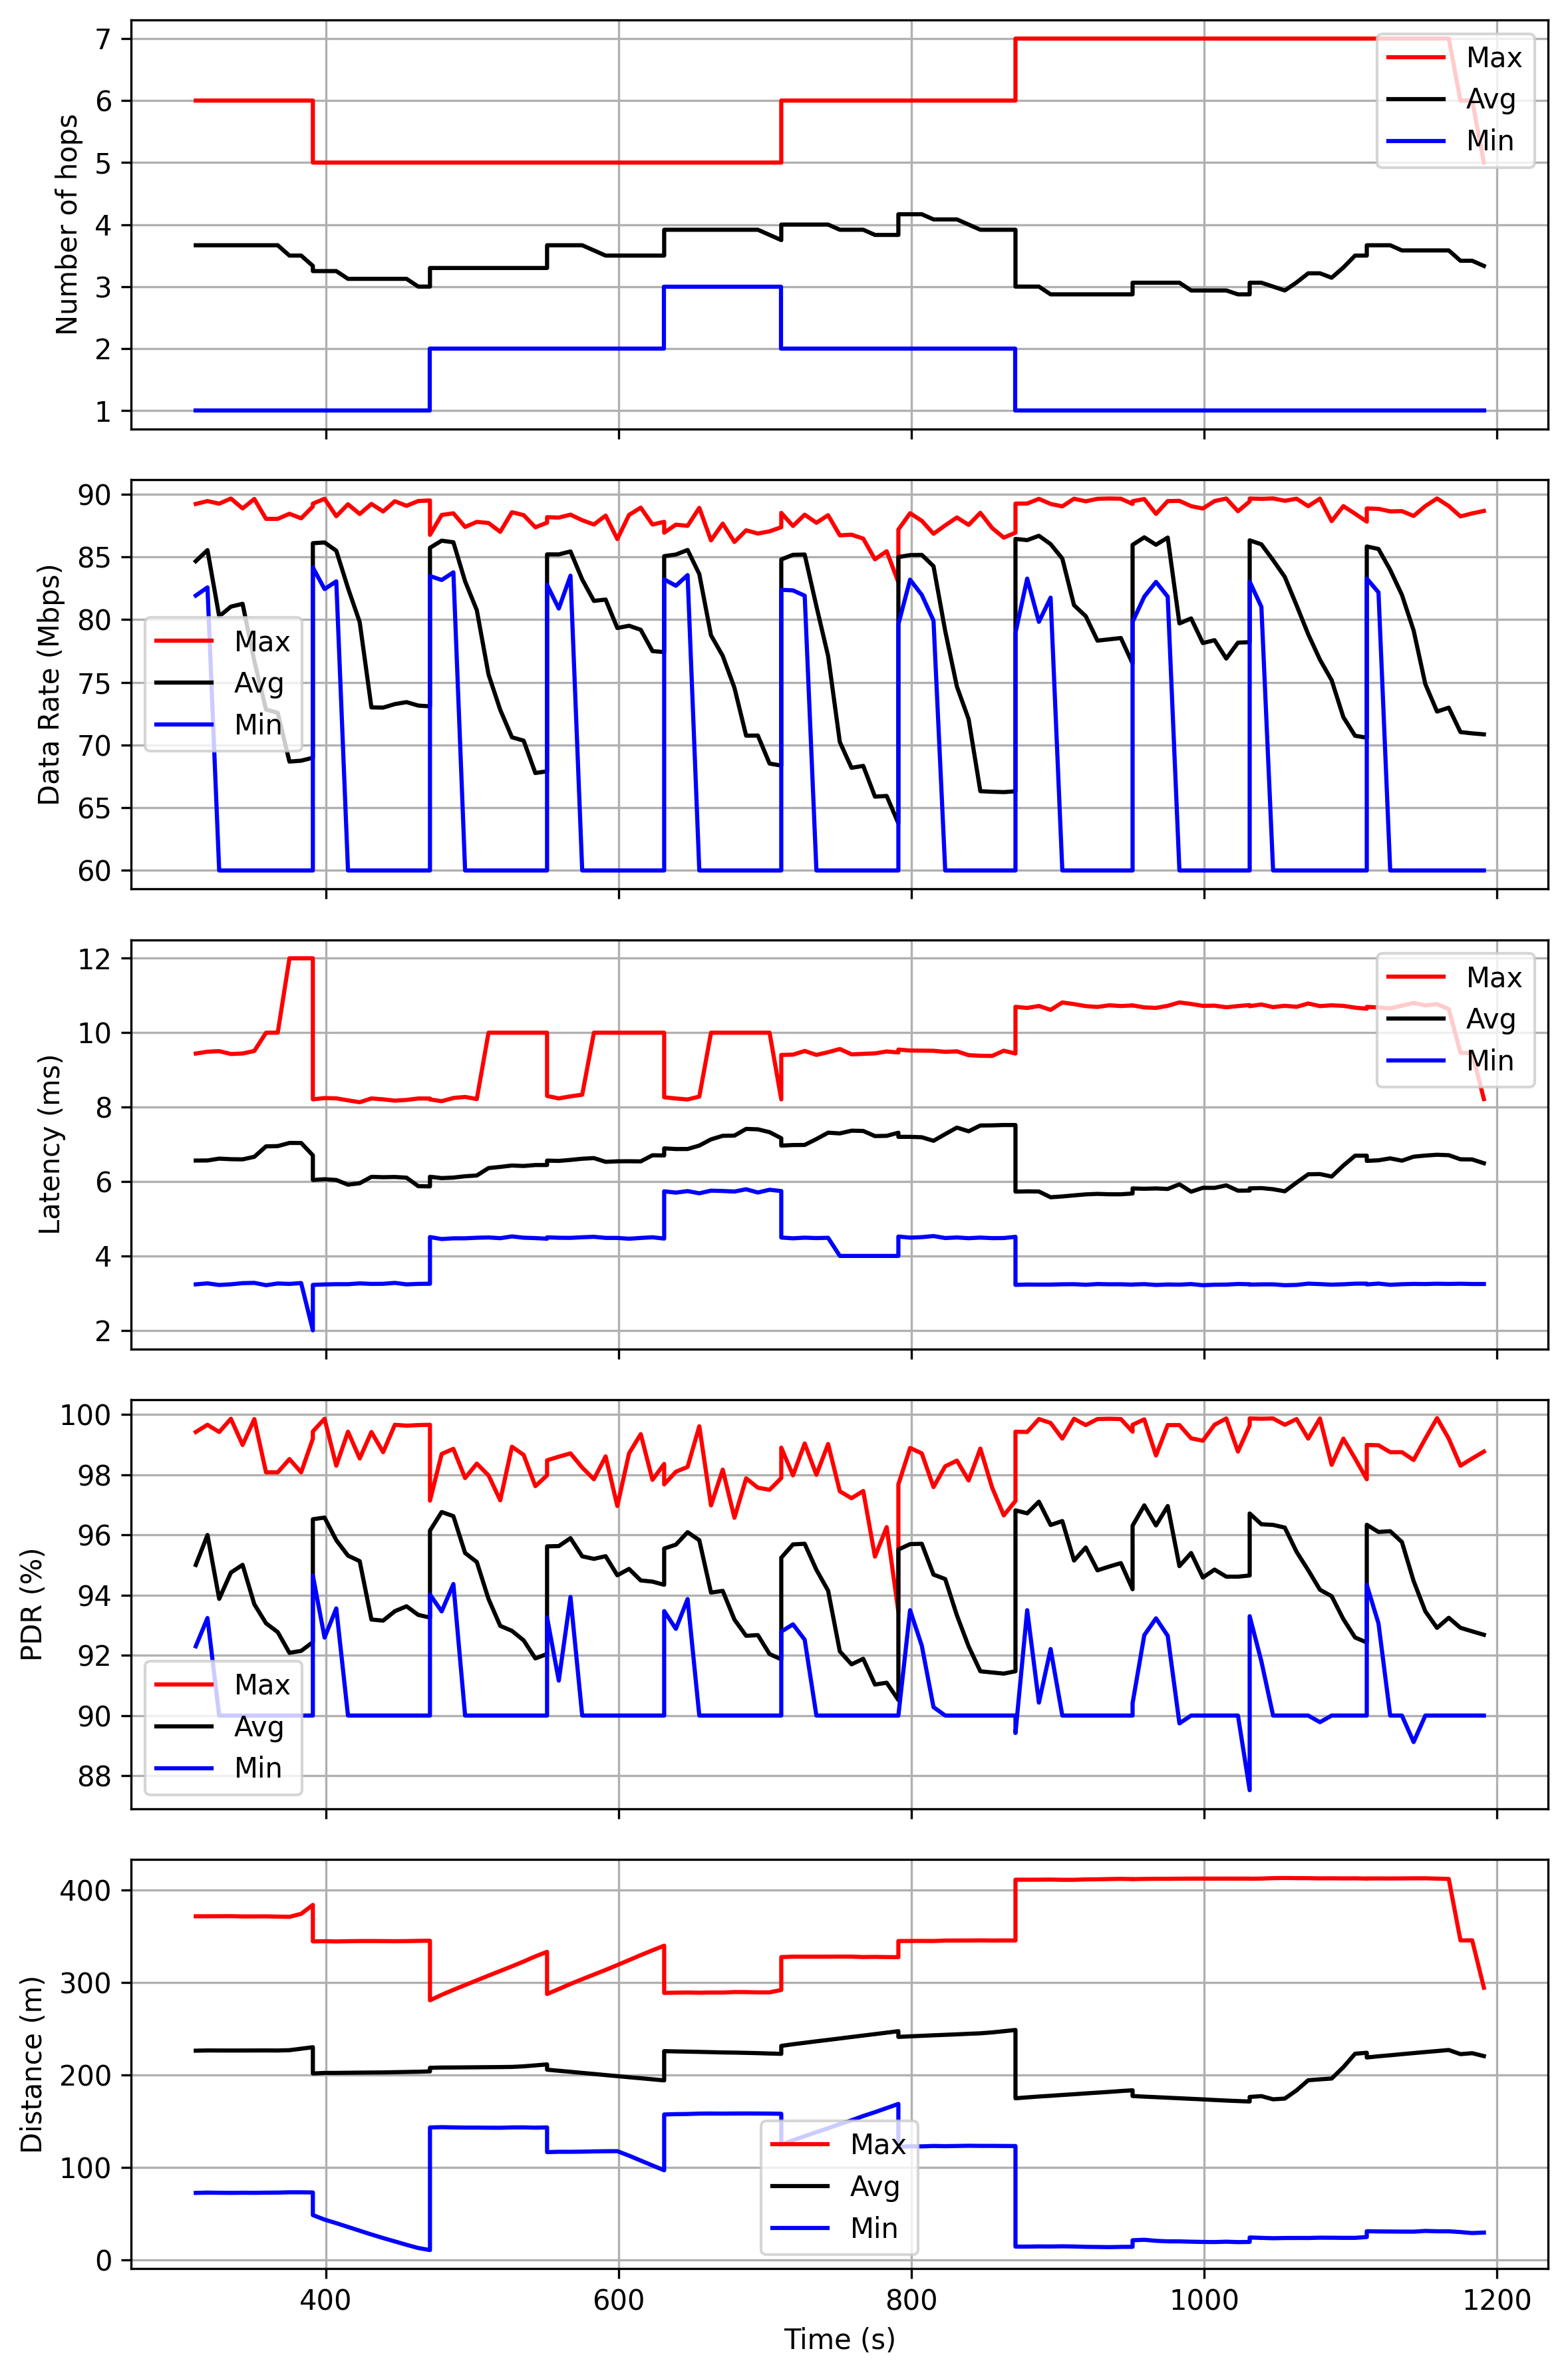 7
6
5
4
3
2
1
Number of hops
Max
Avg
Min
90
85
80
75
70
65
60
Data Rate (Mbps)
Max
Avg
Min
12
10
8
6
4
2
Latency (ms)
Max
Avg
Min
100
98
96
94
92
90
88
PDR (%)
Max
Avg
Min
400
300
200
100
0
Distance (m)
Max
Avg
Min
400 600 800 1000 1200
Time (s)